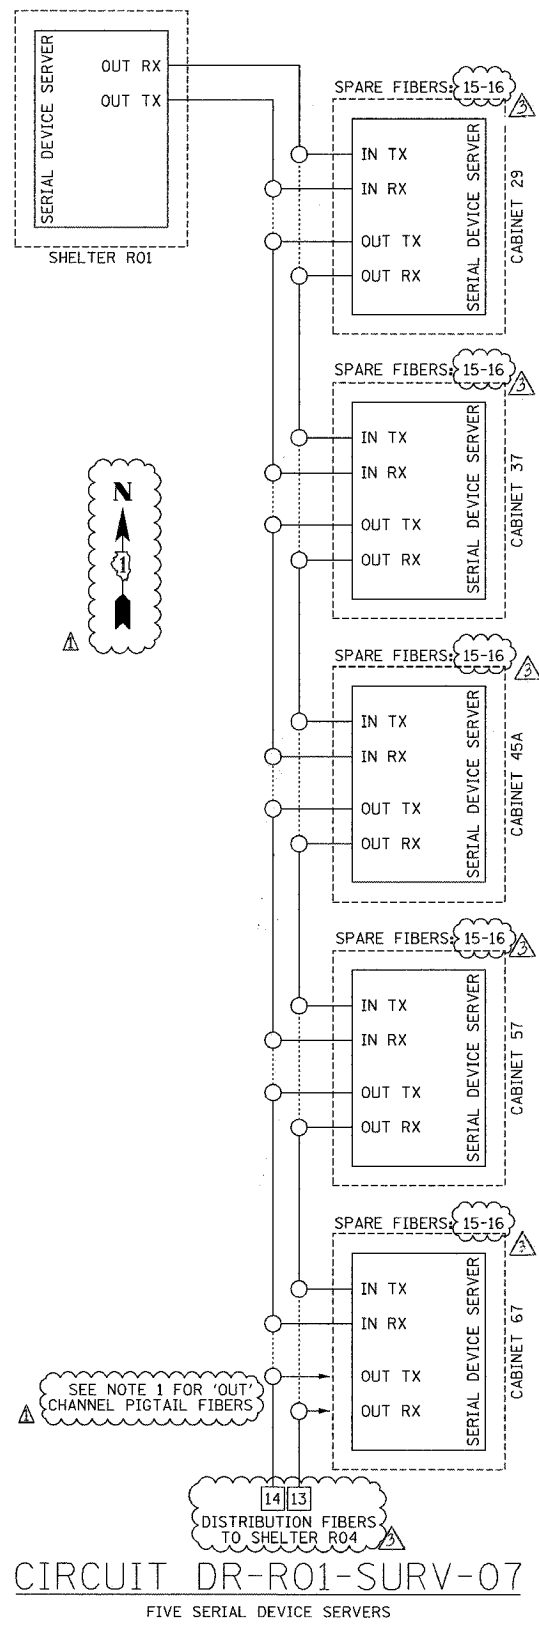 OUT RX
OUT TX
SERIAL DEVICE SERVER
SHELTER R01
SPARE FIBERS: 15-16
3
IN TX
IN RX
OUT TX
OUT RX
SERIAL DEVICE SERVER
CABINET 29
SPARE FIBERS: 15-16
3
IN TX
IN RX
OUT TX
OUT RX
SERIAL DEVICE SERVER
CABINET 37
N
1
1
SPARE FIBERS: 15-16
3
IN TX
IN RX
OUT TX
OUT RX
SERIAL DEVICE SERVER
CABINET 45A
SPARE FIBERS: 15-16
3
IN TX
IN RX
OUT TX
OUT RX
SERIAL DEVICE SERVER
CABINET 57
SPARE FIBERS: 15-16
3
IN TX
IN RX
OUT TX
OUT RX
SERIAL DEVICE SERVER
CABINET 67
SEE NOTE 1 FOR 'OUT'
CHANNEL PIGTAIL FIBERS
1
14 13
DISTRIBUTION FIBERS
TO SHELTER R04
3
CIRCUIT DR-R01-SURV-07
FIVE SERIAL DEVICE SERVERS